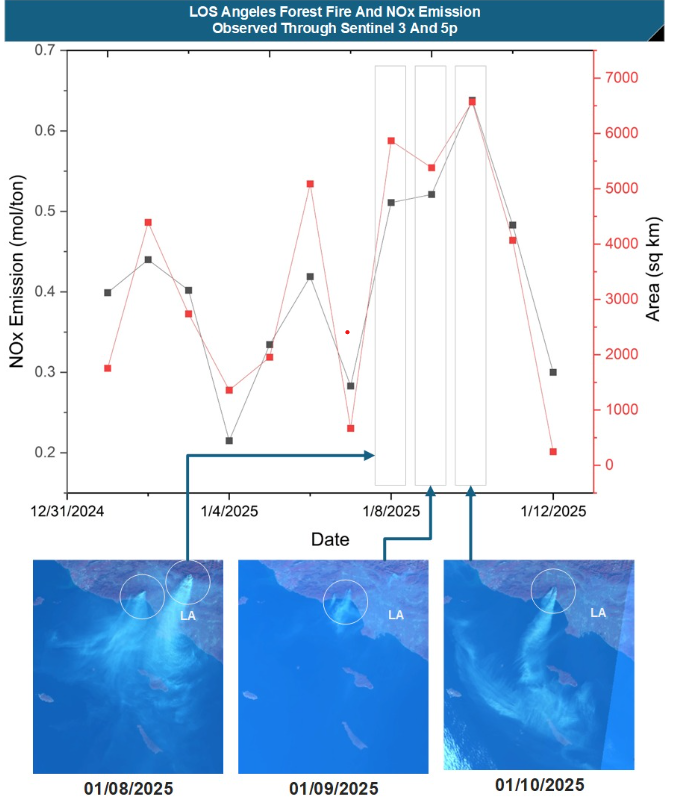 LOS Angeles Forest Fire And NOx Emission
Observed Through Sentinel 3 And 5p
0.7
0.6
0.5
0.4
0.3
0.2
NOx Emission (mol/ton)
7000
6000
5000
4000
3000
2000
1000
0
Area (sq km)
12/31/2024
1/4/2025
1/8/2025
1/12/2025
Date
LA
LA
LA
01/08/2025
01/09/2025
01/10/2025